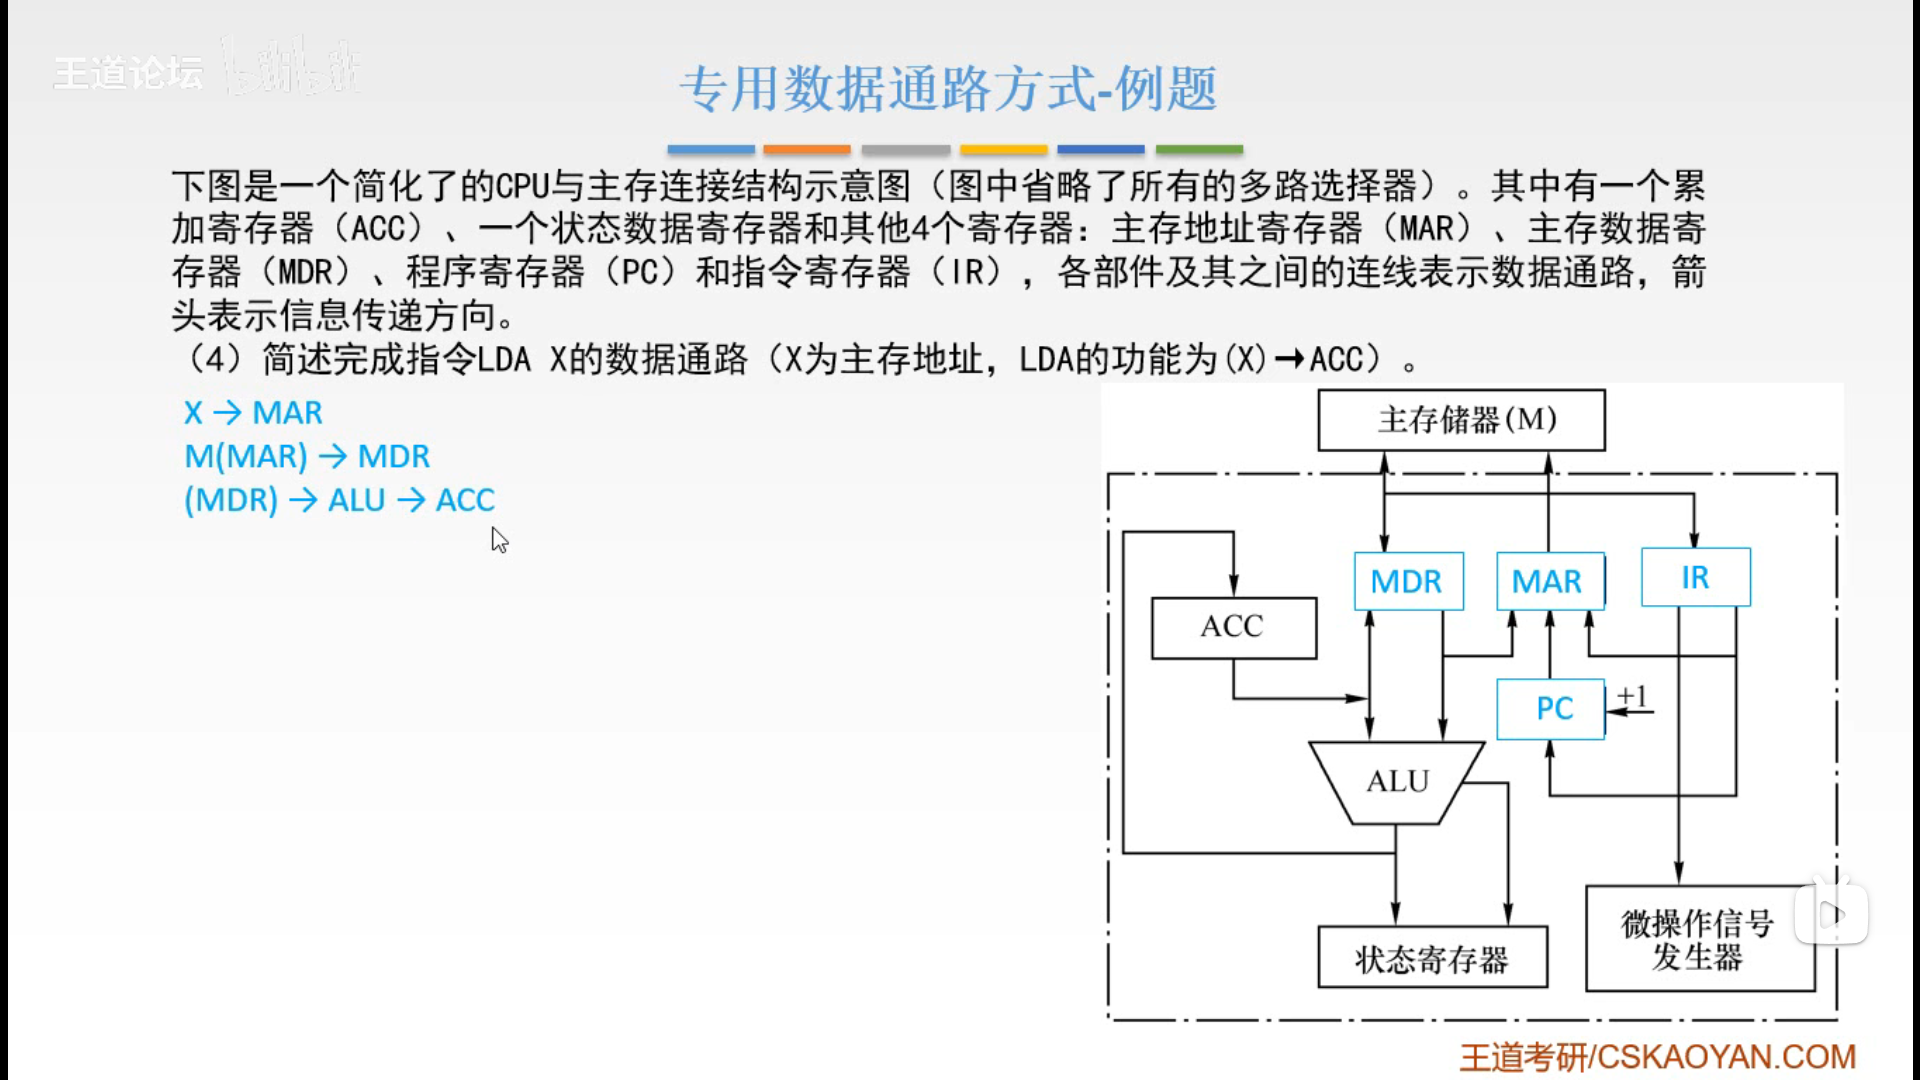 王道论坛 bilibili
专用数据通路方式-例题
下图是一个简化了的CPU与主存连接结构示意图（图中省略了所有的多路选择器）。其中有一个累
加寄存器（ACC）、一个状态数据寄存器和其他4个寄存器：主存地址寄存器（MAR）、主存数据寄
存器（MDR）、程序寄存器（PC）和指令寄存器（IR），各部件及其之间的连线表示数据通路，箭
头表示信息传递方向。
（4）简述完成指令LDA X的数据通路（X为主存地址，LDA的功能为(X)→ACC）。
X → MAR
M(MAR) → MDR
(MDR) → ALU → ACC
主存储器(M)
MDR
MAR
IR
ACC
PC
+1
ALU
状态寄存器
微操作信号
发生器
王道考研/CSKAOYAN.COM